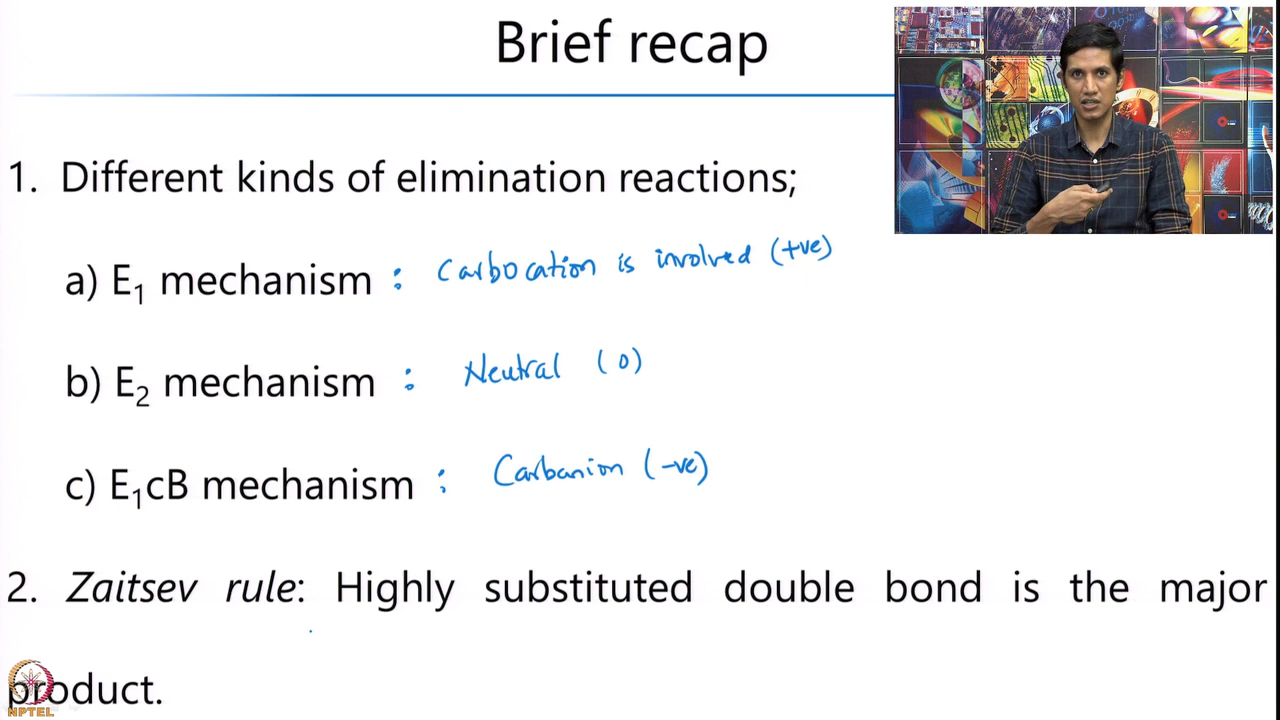 Brief recap
1. Different kinds of elimination reactions;
a) E₁ mechanism : Carbocation is involved (+ve)
b) E₂ mechanism : Neutral (0)
c) E₁cB mechanism : Carbanion (-ve)
2. Zaitsev rule: Highly substituted double bond is the major
product.
NPTEL